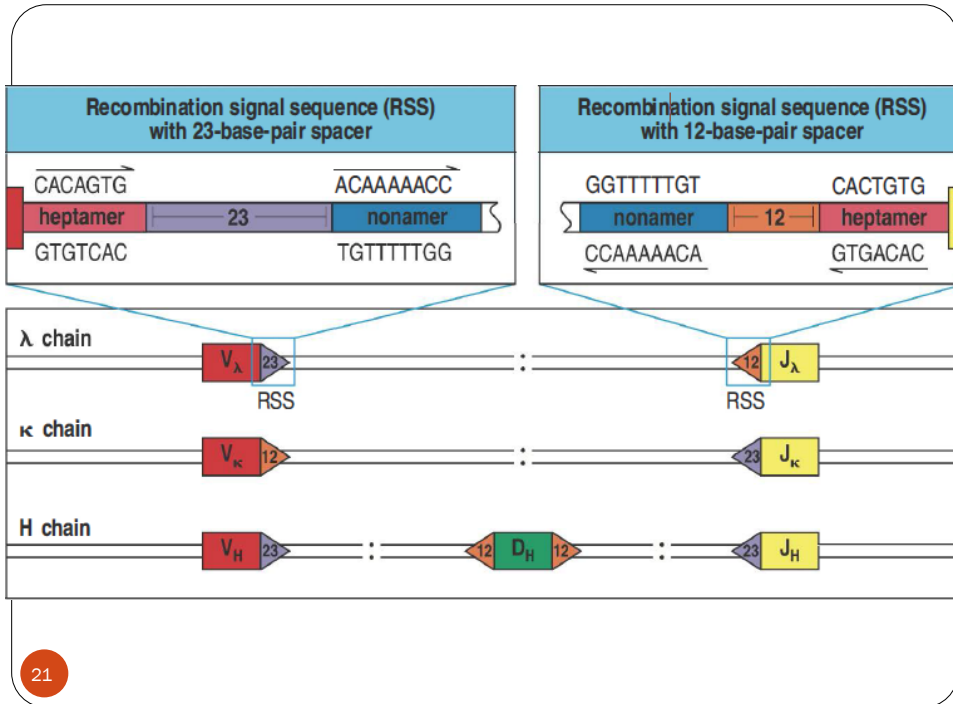 Recombination signal sequence (RSS)
with 23-base-pair spacer
CACAGTG ACAAAAACC
heptamer 23 nonamer
GTGTCAC TGTTTTTGG
Recombination signal sequence (RSS)
with 12-base-pair spacer
GGTTTTTGT CACTGTG
nonamer 12 heptamer
CCAAAAACA GTGACAC
λ chain
Vλ 23 : 12 Jλ
RSS RSS
κ chain
Vκ 12 : 23 Jκ
H chain
VH 23 : 12 DH 12 : 23 JH
21